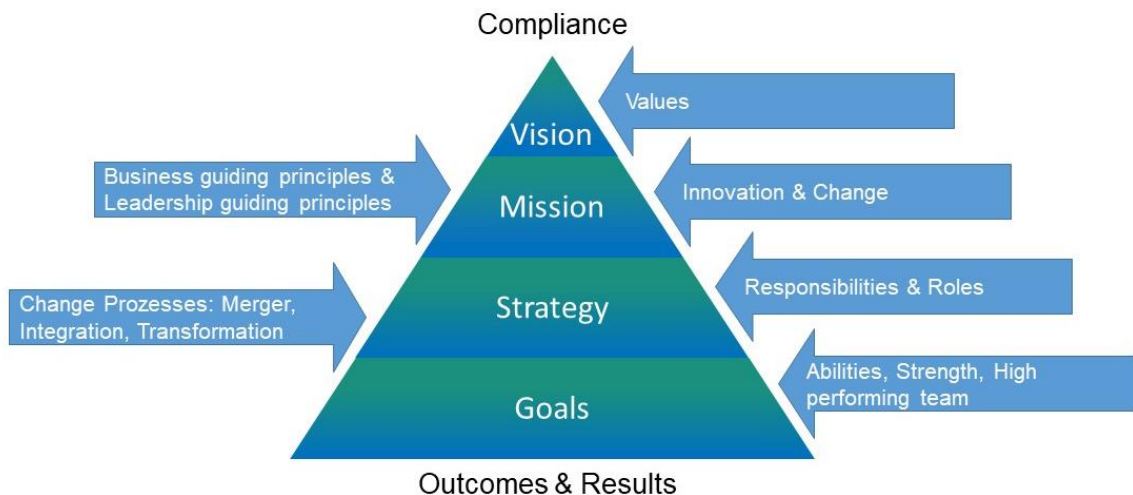 Compliance
Values
Vision
Business guiding principles &
Leadership guiding principles
Mission
Innovation & Change
Change Prozesses: Merger,
Integration, Transformation
Strategy
Responsibilities & Roles
Goals
Abilities, Strength, High
performing team
Outcomes & Results